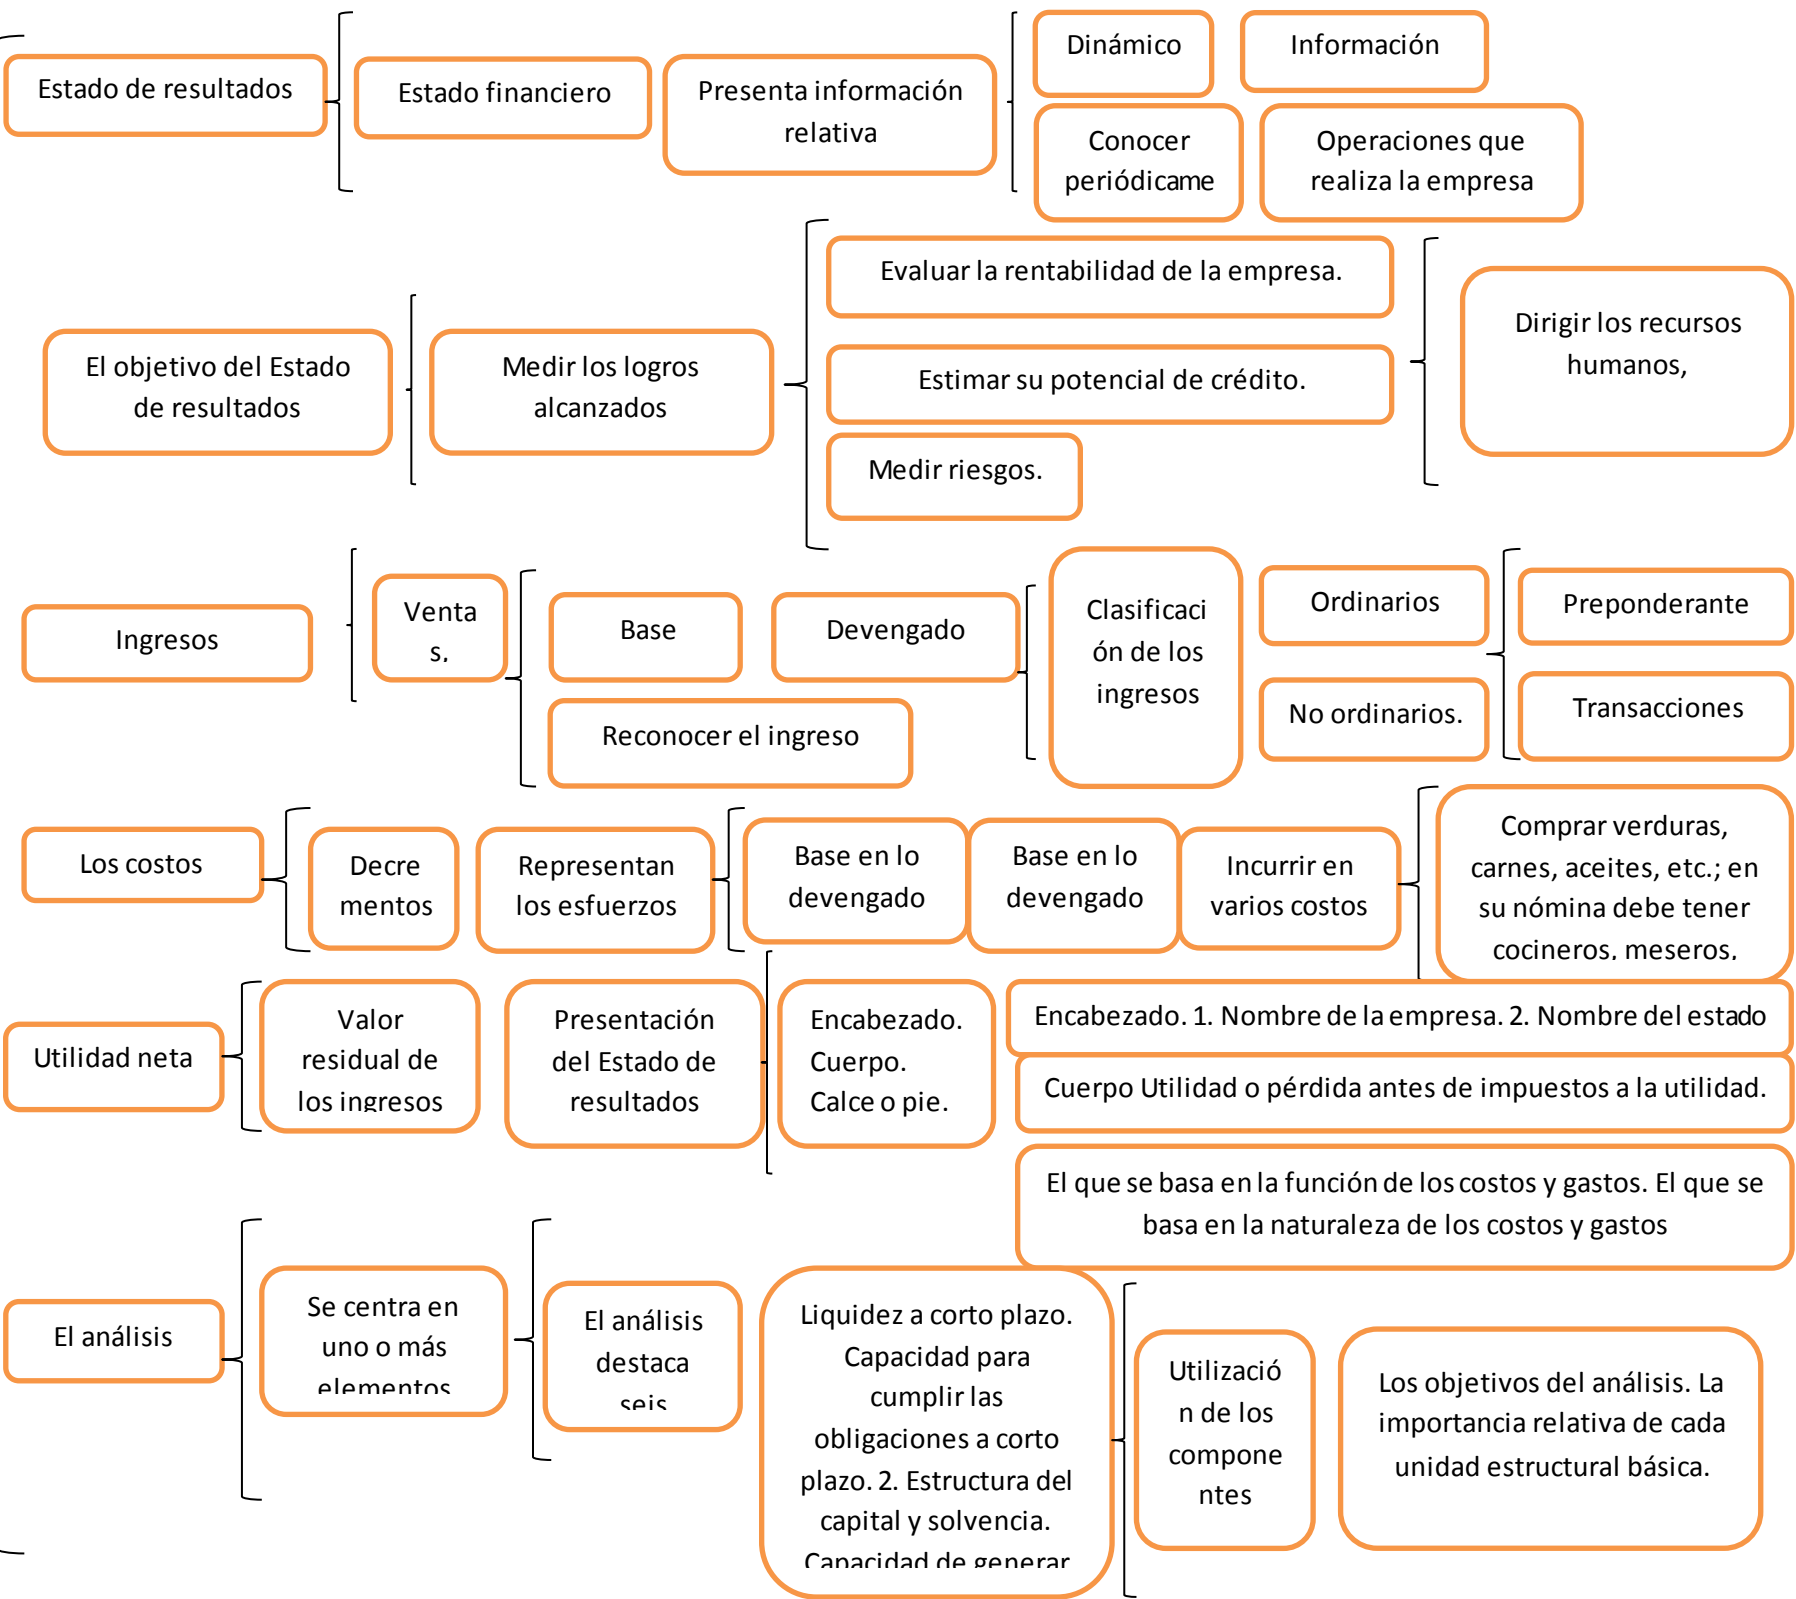 Estado de resultados
Estado financiero
Presenta información
relativa
Dinámico
Información
Conocer
periódicame
Operaciones que
realiza la empresa
El objetivo del Estado
de resultados
Medir los logros
alcanzados
Evaluar la rentabilidad de la empresa.
Estimar su potencial de crédito.
Medir riesgos.
Dirigir los recursos
humanos,
Ingresos
Venta
s,
Base
Devengado
Reconocer el ingreso
Clasificaci
ón de los
ingresos
Ordinarios
No ordinarios.
Preponderante
Transacciones
Los costos
Decre
mentos
Representan
los esfuerzos
Base en lo
devengado
Base en lo
devengado
Incurrir en
varios costos
Comprar verduras,
carnes, aceites, etc.; en
su nómina debe tener
cocineros, meseros,
Utilidad neta
Valor
residual de
los ingresos
Presentación
del Estado de
resultados
Encabezado.
Cuerpo.
Calce o pie.
Encabezado. 1. Nombre de la empresa. 2. Nombre del estado
Cuerpo Utilidad o pérdida antes de impuestos a la utilidad.
El que se basa en la función de los costos y gastos. El que se
basa en la naturaleza de los costos y gastos
El análisis
Se centra en
uno o más
elementos
El análisis
destaca
seis
Liquidez a corto plazo.
Capacidad para
cumplir las
obligaciones a corto
plazo. 2. Estructura del
capital y solvencia.
Capacidad de generar
Utilizació
n de los
compone
ntes
Los objetivos del análisis. La
importancia relativa de cada
unidad estructural básica.